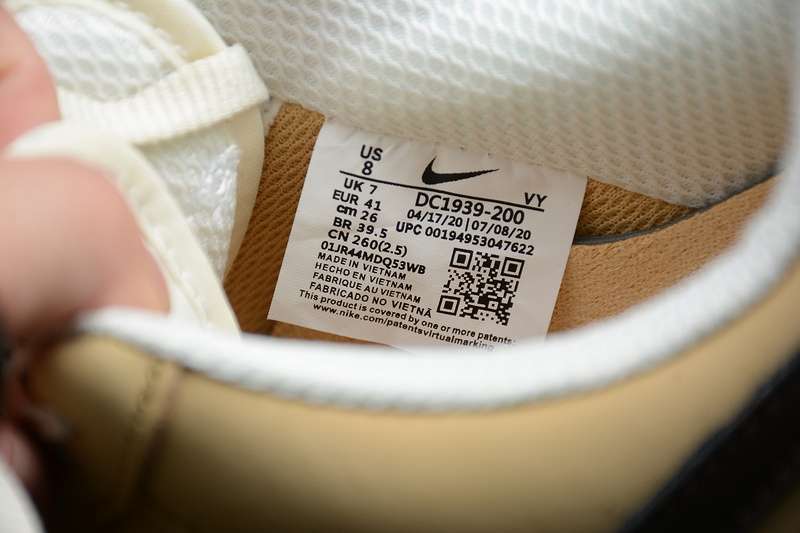 US
8
UK 7
EUR 41
cm 26
BR 39.5
CN 260(2.5)
VY
DC1939-200
04/17/20 | 07/08/20
UPC 00194953047622
01JR44MDQ53WB
MADE IN VIETNAM
HECHO EN VIETNAM
FABRIQUE AU VIETNAM
FABRICADO NO VIETNÃ
This product is covered by one or more patents:
www.nike.com/patentsvirtualmarking